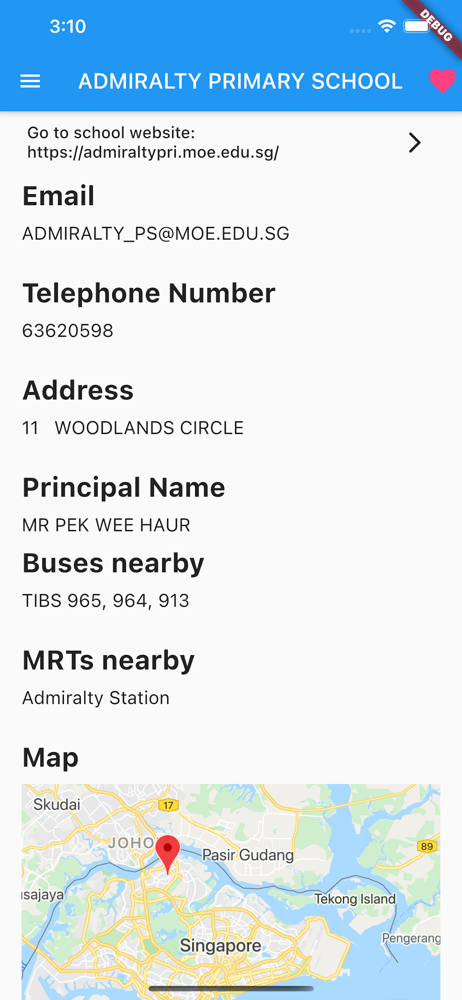 3:10
DEBUG
ADMIRALTY PRIMARY SCHOOL
Go to school website:
https://admiraltypri.moe.edu.sg/
Email
ADMIRALTY_PS@MOE.EDU.SG
Telephone Number
63620598
Address
11 WOODLANDS CIRCLE
Principal Name
MR PEK WEE HAUR
Buses nearby
TIBS 965, 964, 913
MRTs nearby
Admiralty Station
Map
Skudai
17
JOHO
Pasir Gudang
89
sajaya
Tekong Island
Pengerang
Singapore